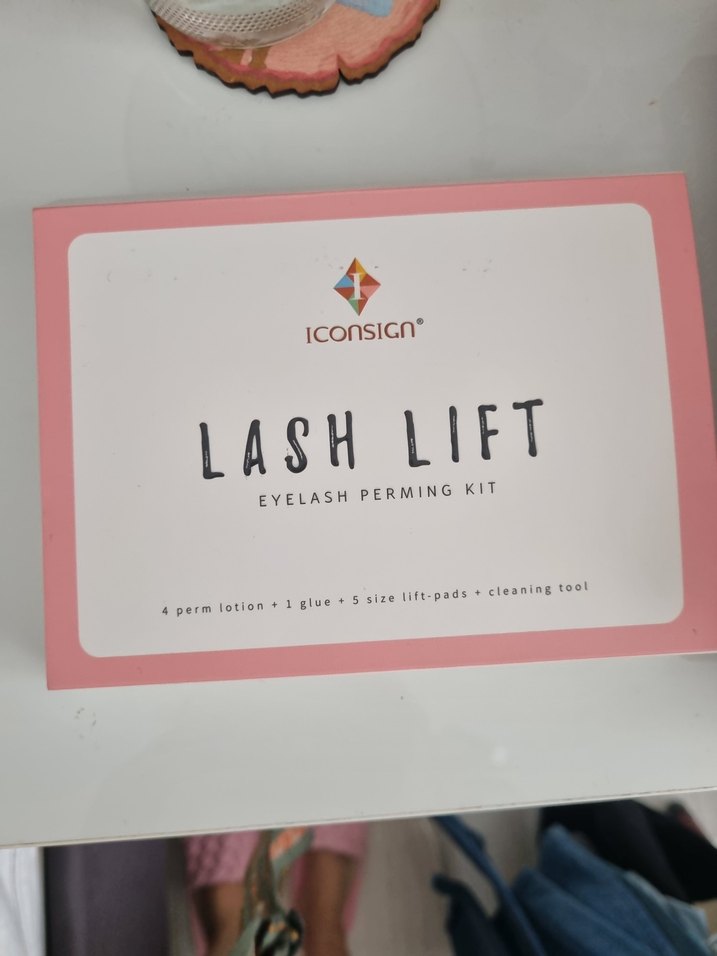 I
ICONSIGN®
LASH LIFT
EYELASH PERMING KIT
4 perm lotion + 1 glue + 5 size lift-pads + cleaning tool